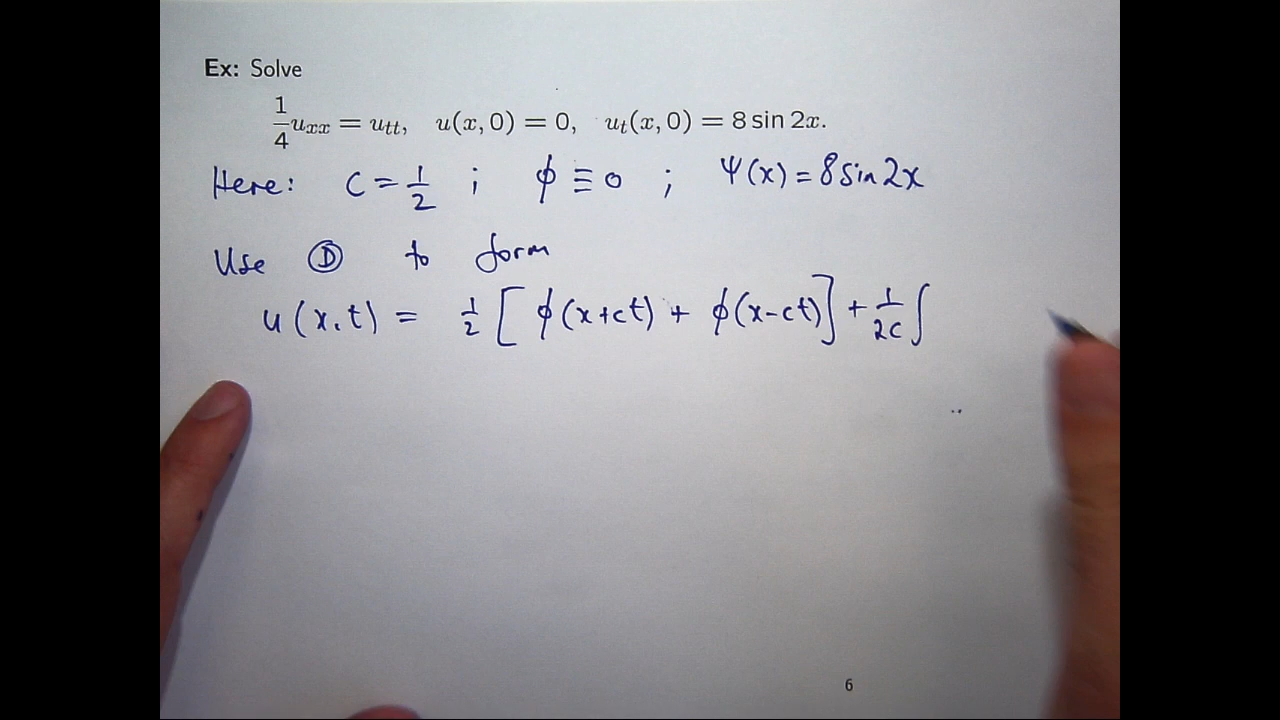 Ex: Solve
1/4 u_xx = u_tt, u(x, 0) = 0, u_t(x, 0) = 8 sin 2x.
Here: c = 1/2 ; ϕ ≡ 0 ; Ψ(x) = 8 sin 2x
Use Ⓓ to form
u(x,t) = 1/2 [ϕ(x+ct) + ϕ(x-ct)] + 1/2c ∫
6